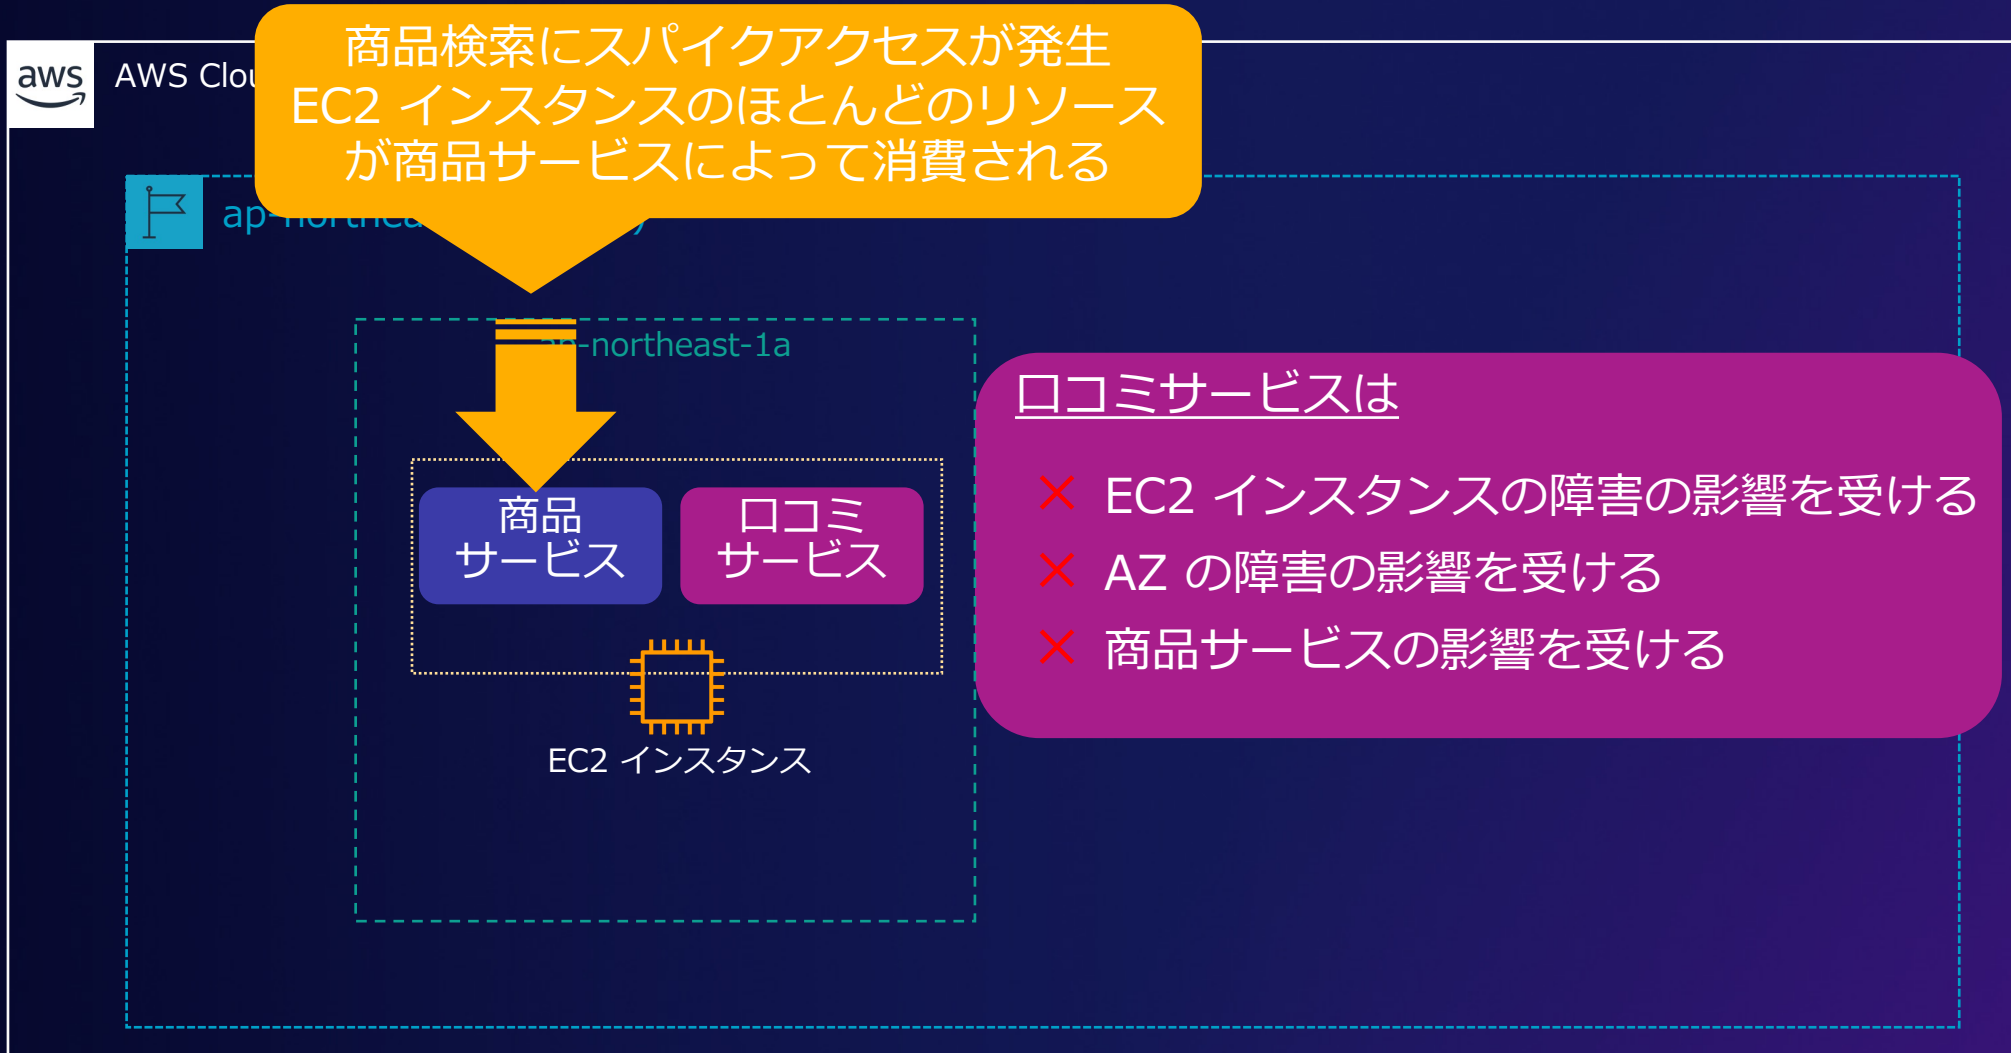 商品検索にスパイクアクセスが発生
EC2 インスタンスのほとんどのリソース
が商品サービスによって消費される
aws
AWS
ap-northeast-1a
口コミサービスは
× EC2 インスタンスの障害の影響を受ける
× AZ の障害の影響を受ける
× 商品サービスの影響を受ける
商品
サービス
口コミ
サービス
EC2 インスタンス